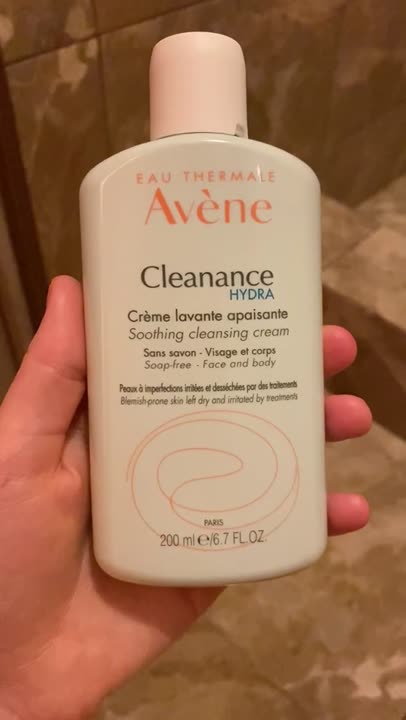 EAU THERMALE
Avène
Cleanance
HYDRA
Crème lavante apaisante
Soothing cleansing cream
Sans savon - Visage et corps
Soap-free - Face and body
Peaux à imperfections irritées et desséchées par des traitements
Blemish-prone skin left dry and irritated by treatments
PARIS
200 ml ℮/6.7 FL.OZ.